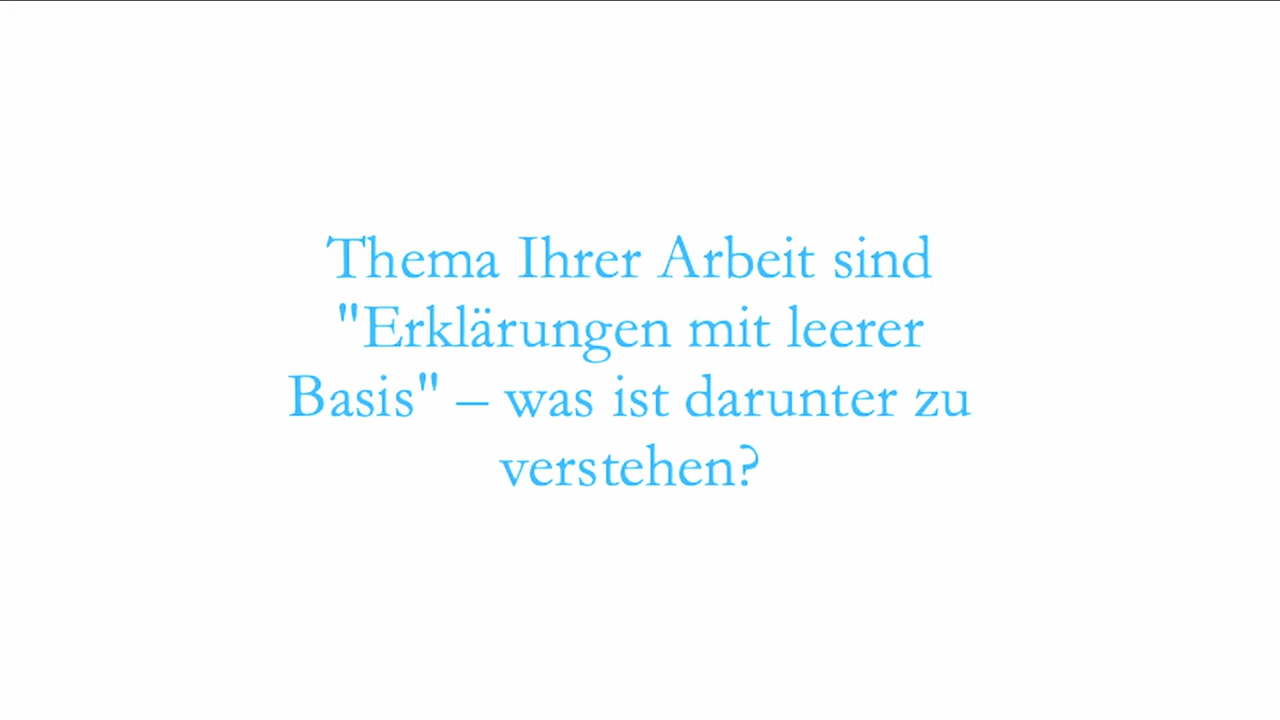 Thema Ihrer Arbeit sind
"Erklärungen mit leerer
Basis" – was ist darunter zu
verstehen?